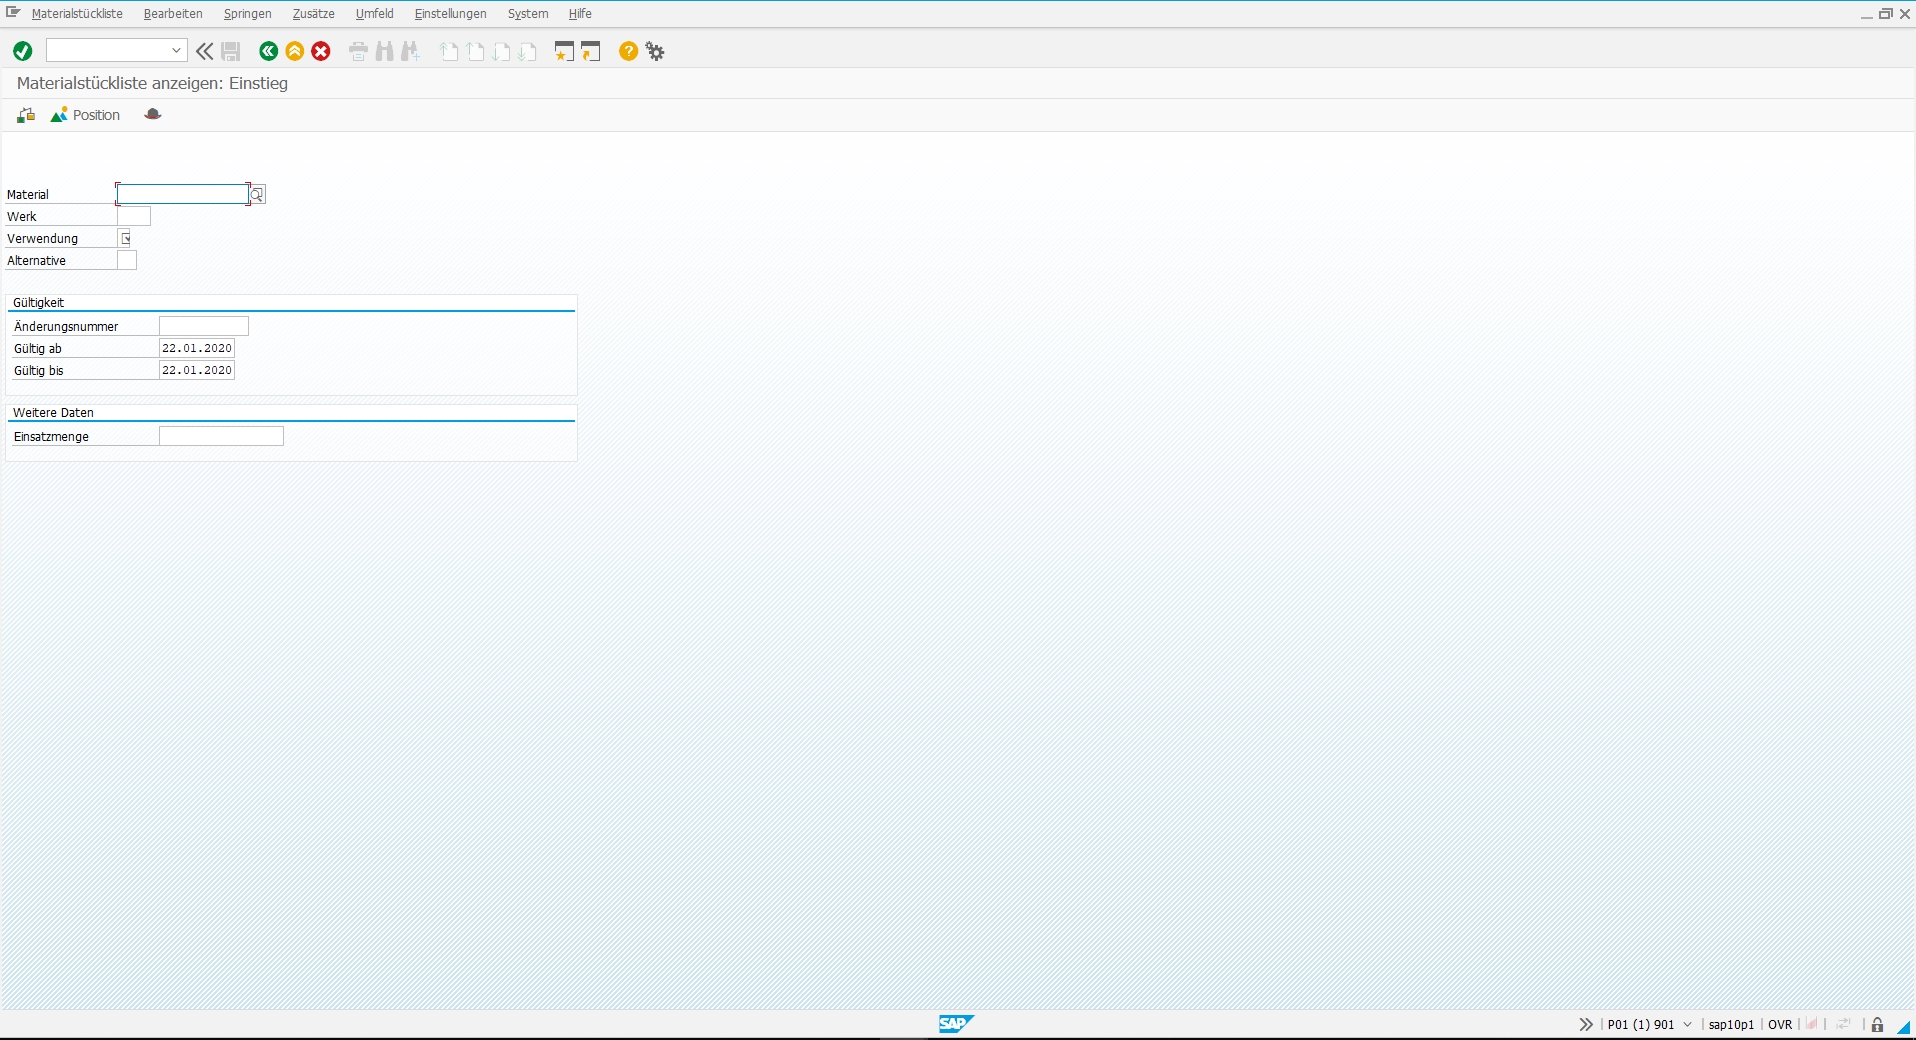 Materialstückliste Bearbeiten Springen Zusätze Umfeld Einstellungen System Hilfe
Materialstückliste anzeigen: Einstieg
Position
Material
Werk
Verwendung
Alternative
Gültigkeit
Änderungsnummer
Gültig ab 22.01.2020
Gültig bis 22.01.2020
Weitere Daten
Einsatzmenge
SAP P01 (1) 901 sap10p1 OVR